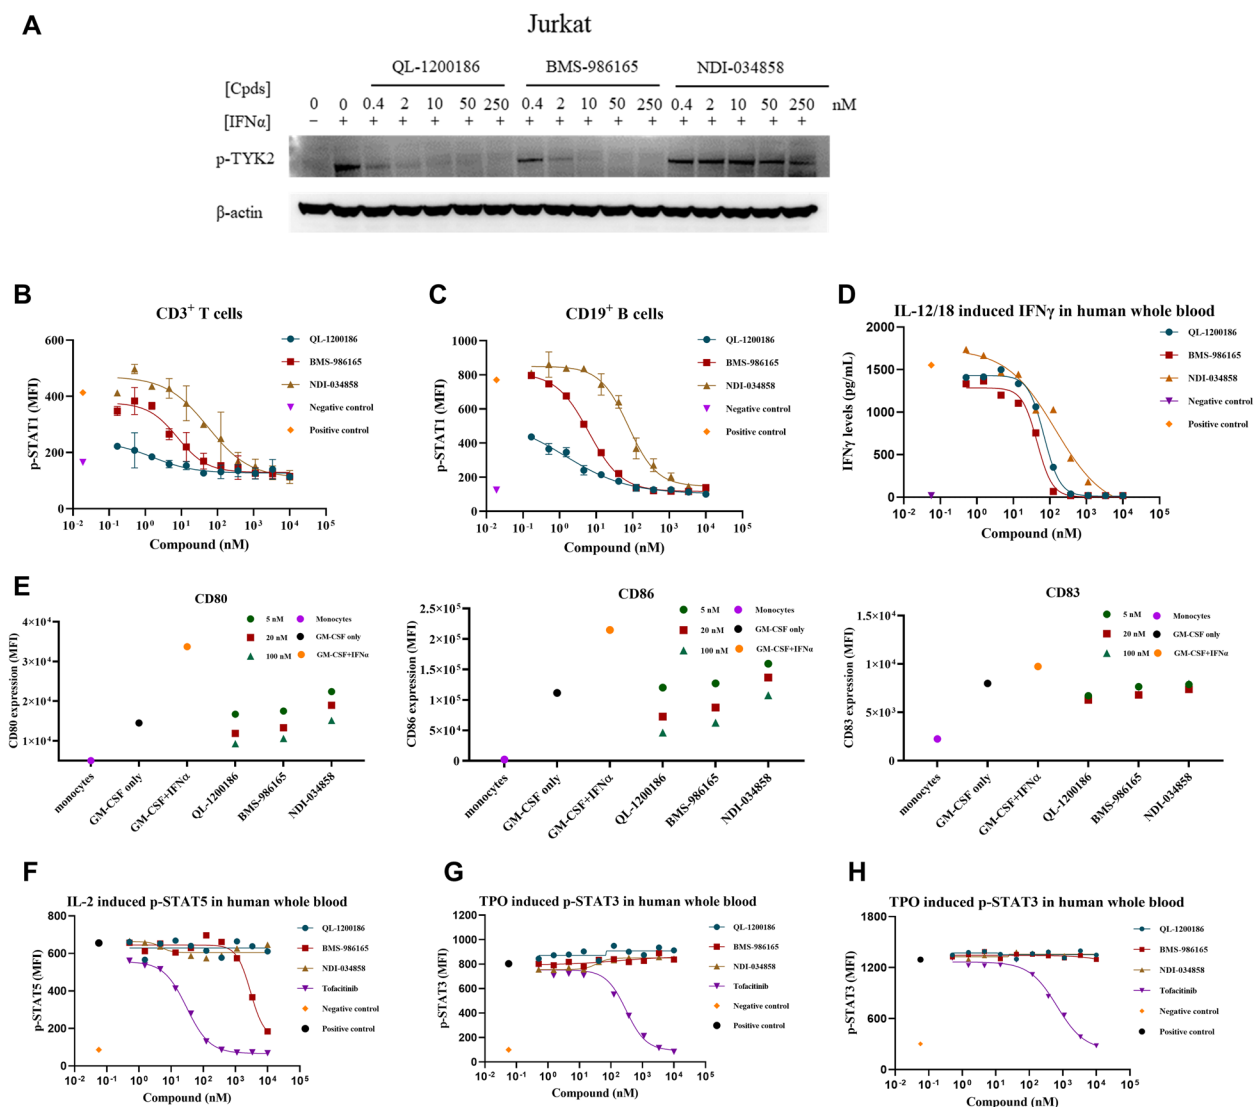 A
Jurkat
QL-1200186 BMS-986165 NDI-034858
[Cpds]
0 0 0.4 2 10 50 250 0.4 2 10 50 250 0.4 2 10 50 250 nM
[IFNα] − + + + + + + + + + + + + + + + +
p-TYK2
β-actin
B
CD3⁺ T cells
p-STAT1 (MFI)
600
400
200
0
10⁻² 10⁻¹ 10⁰ 10¹ 10² 10³ 10⁴ 10⁵
Compound (nM)
QL-1200186
BMS-986165
NDI-034858
Negative control
Positive control
C
CD19⁺ B cells
p-STAT1 (MFI)
1000
800
600
400
200
0
10⁻² 10⁻¹ 10⁰ 10¹ 10² 10³ 10⁴ 10⁵
Compound (nM)
QL-1200186
BMS-986165
NDI-034858
Negative control
Positive control
D
IL-12/18 induced IFNγ in human whole blood
IFNγ levels (pg/mL)
2000
1500
1000
500
0
10⁻² 10⁻¹ 10⁰ 10¹ 10² 10³ 10⁴ 10⁵
Compound (nM)
QL-1200186
BMS-986165
NDI-034858
Negative control
Positive control
E
CD80
CD80 expression (MFI)
4×10⁴
3×10⁴
2×10⁴
1×10⁴
5 nM Monocytes
20 nM GM-CSF only
100 nM GM-CSF+IFNα
monocytes
GM-CSF only
GM-CSF+IFNα
QL-1200186
BMS-986165
NDI-034858
CD86
CD86 expression (MFI)
2.5×10⁵
2×10⁵
1.5×10⁵
1×10⁵
5×10⁴
0
5 nM Monocytes
20 nM GM-CSF only
100 nM GM-CSF+IFNα
monocytes
GM-CSF only
GM-CSF+IFNα
QL-1200186
BMS-986165
NDI-034858
CD83
CD83 expression (MFI)
1.5×10⁴
1×10⁴
5×10³
0
5 nM Monocytes
20 nM GM-CSF only
100 nM GM-CSF+IFNα
monocytes
GM-CSF only
GM-CSF+IFNα
QL-1200186
BMS-986165
NDI-034858
F
IL-2 induced p-STAT5 in human whole blood
p-STAT5 (MFI)
800
600
400
200
0
10⁻² 10⁻¹ 10⁰ 10¹ 10² 10³ 10⁴ 10⁵
Compound (nM)
QL-1200186
BMS-986165
NDI-034858
Tofacitinib
Negative control
Positive control
G
TPO induced p-STAT3 in human whole blood
p-STAT3 (MFI)
1200
1000
800
600
400
200
0
10⁻² 10⁻¹ 10⁰ 10¹ 10² 10³ 10⁴ 10⁵
Compound (nM)
QL-1200186
BMS-986165
NDI-034858
Tofacitinib
Negative control
Positive control
H
TPO induced p-STAT3 in human whole blood
p-STAT3 (MFI)
1800
1200
600
0
10⁻² 10⁻¹ 10⁰ 10¹ 10² 10³ 10⁴ 10⁵
Compound (nM)
QL-1200186
BMS-986165
NDI-034858
Tofacitinib
Negative control
Positive control